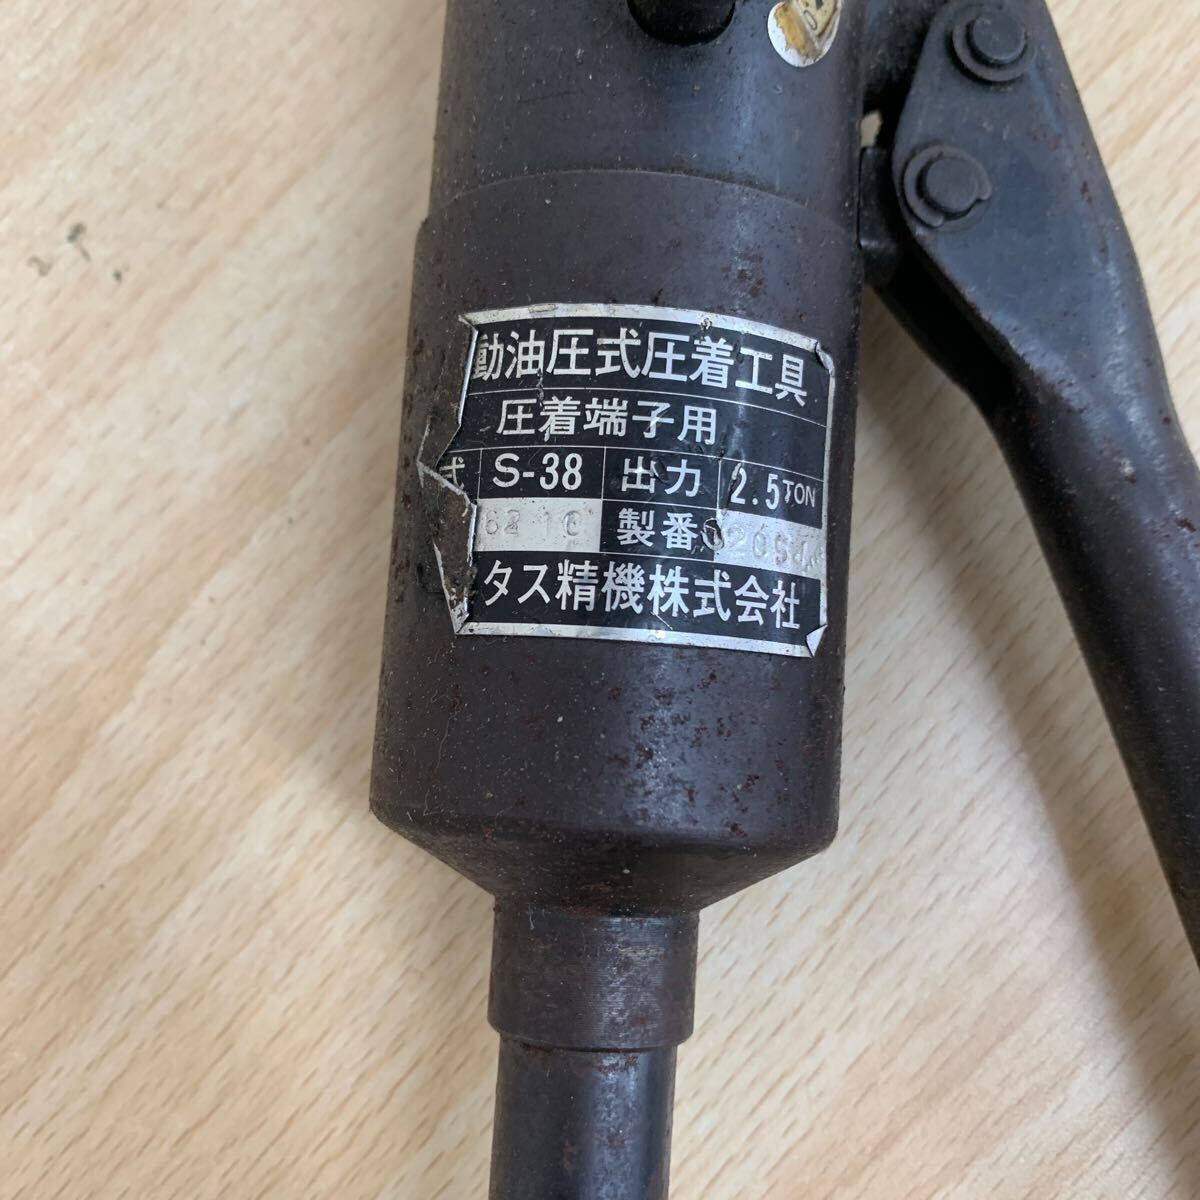 動油圧式圧着工具
圧着端子用
式 S-38 出力 2.5TON
製番
タス精機株式会社